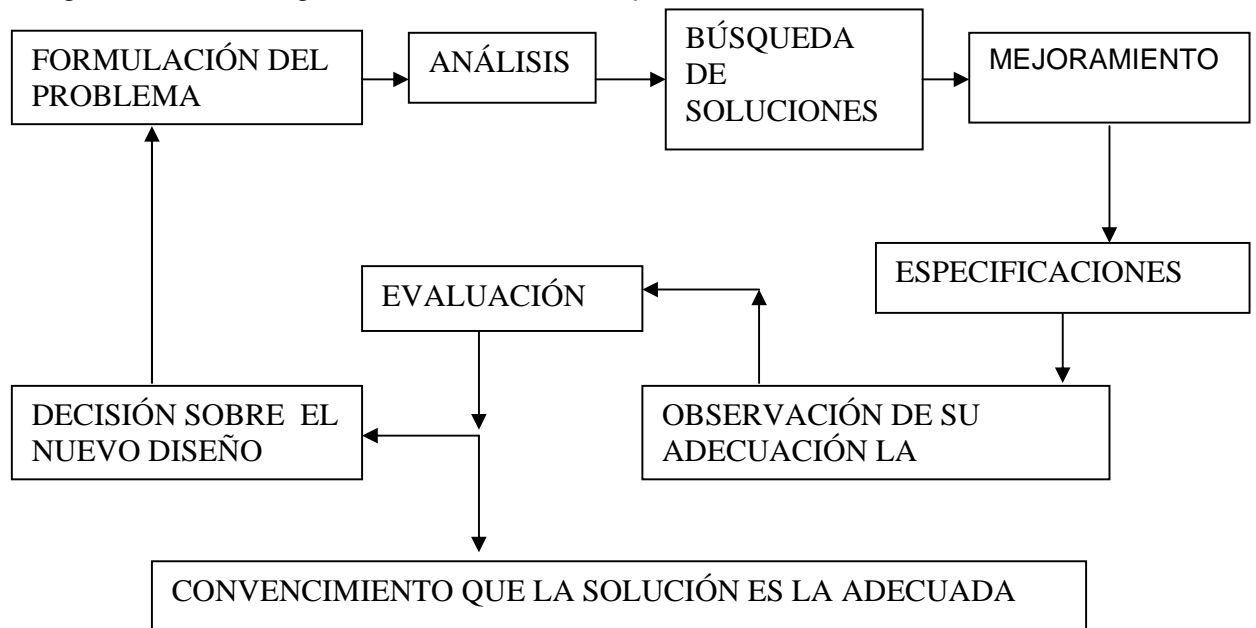 FORMULACIÓN DEL
PROBLEMA
ANÁLISIS
BÚSQUEDA
DE
SOLUCIONES
MEJORAMIENTO
ESPECIFICACIONES
OBSERVACIÓN DE SU
ADECUACIÓN LA
EVALUACIÓN
DECISIÓN SOBRE EL
NUEVO DISEÑO
CONVENCIMIENTO QUE LA SOLUCIÓN ES LA ADECUADA